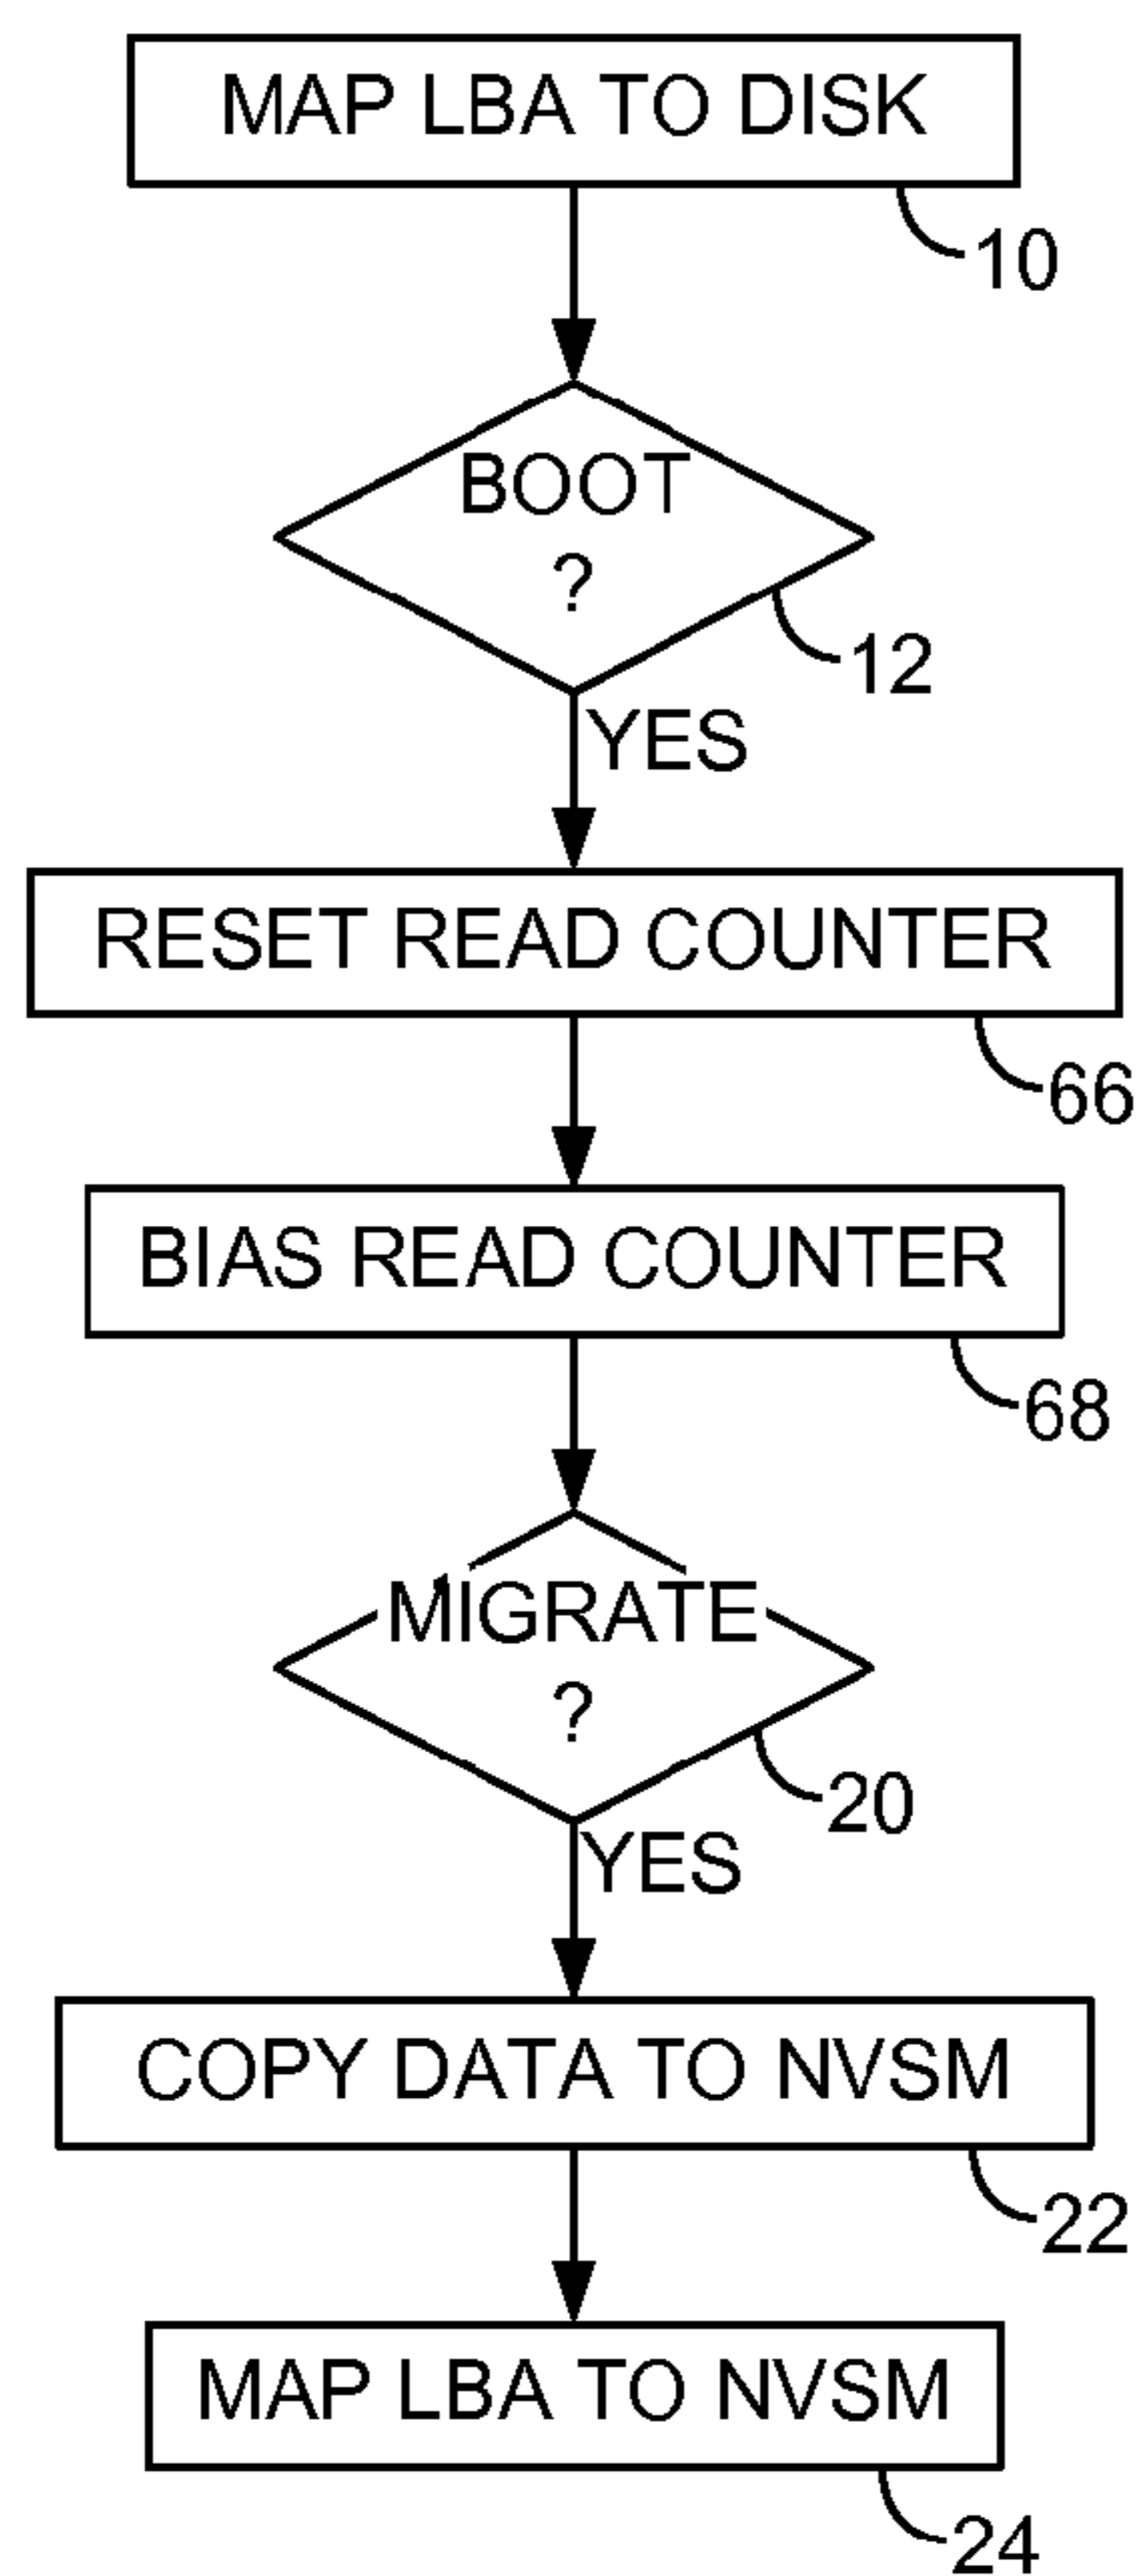 MAP LBA TO DISK
10
BOOT
?
12
YES
RESET READ COUNTER
66
BIAS READ COUNTER
68
MIGRATE
?
20
YES
COPY DATA TO NVSM
22
MAP LBA TO NVSM
24